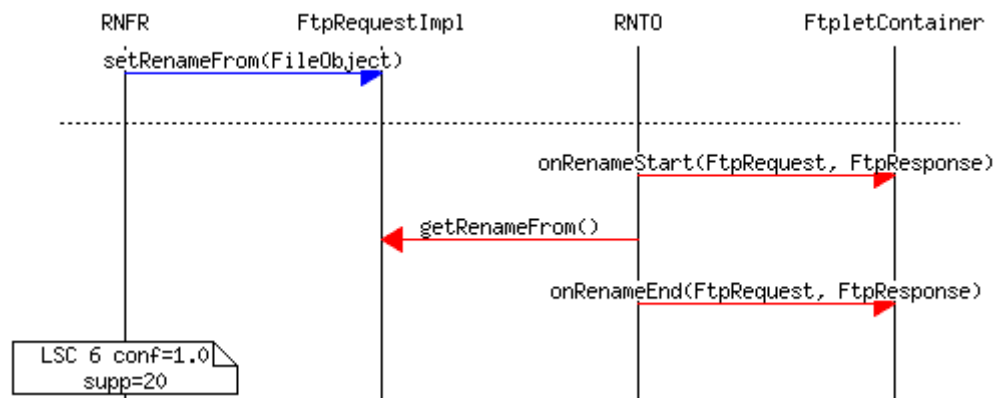 RNFR FtpRequestImpl RNTO FtpletContainer
setRenameFrom(FileObject)
onRenameStart(FtpRequest, FtpResponse)
getRenameFrom()
onRenameEnd(FtpRequest, FtpResponse)
LSC 6 conf=1.0
supp=20